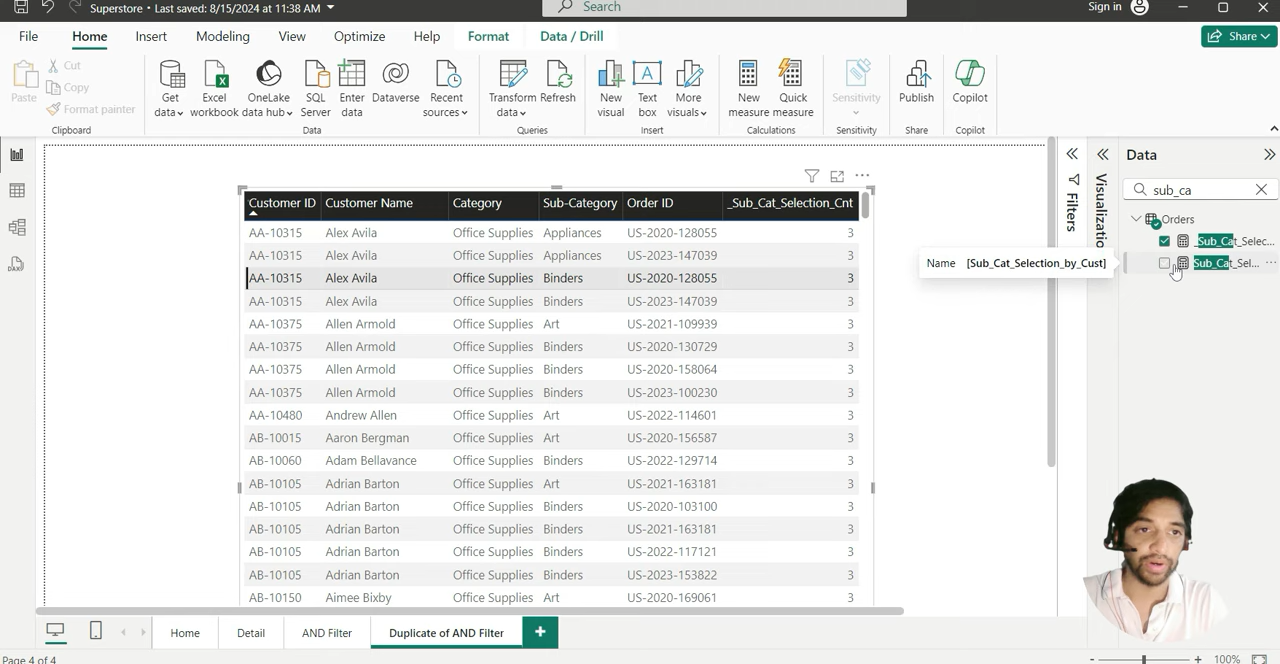 Superstore • Last saved: 8/15/2024 at 11:38 AM
Search
Sign in
File Home Insert Modeling View Optimize Help Format Data / Drill
Share
Paste
Cut
Copy
Format painter
Clipboard
Get data
Excel workbook
OneLake data hub
SQL Server
Enter data
Dataverse
Recent sources
Data
Transform data
Refresh
Queries
New visual
Text box
More visuals
Insert
New measure
Quick measure
Calculations
Sensitivity
Sensitivity
Publish
Share
Copilot
Copilot
Customer ID Customer Name Category Sub-Category Order ID _Sub_Cat_Selection_Cnt
AA-10315 Alex Avila Office Supplies Appliances US-2020-128055 3
AA-10315 Alex Avila Office Supplies Appliances US-2023-147039 3
AA-10315 Alex Avila Office Supplies Binders US-2020-128055 3
AA-10315 Alex Avila Office Supplies Binders US-2023-147039 3
AA-10375 Allen Armold Office Supplies Art US-2021-109939 3
AA-10375 Allen Armold Office Supplies Binders US-2020-130729 3
AA-10375 Allen Armold Office Supplies Binders US-2020-158064 3
AA-10375 Allen Armold Office Supplies Binders US-2023-100230 3
AA-10480 Andrew Allen Office Supplies Art US-2022-114601 3
AB-10015 Aaron Bergman Office Supplies Art US-2020-156587 3
AB-10060 Adam Bellavance Office Supplies Binders US-2022-129714 3
AB-10105 Adrian Barton Office Supplies Art US-2021-163181 3
AB-10105 Adrian Barton Office Supplies Binders US-2020-103100 3
AB-10105 Adrian Barton Office Supplies Binders US-2021-163181 3
AB-10105 Adrian Barton Office Supplies Binders US-2022-117121 3
AB-10105 Adrian Barton Office Supplies Binders US-2023-153822 3
AB-10150 Aimee Bixby Office Supplies Art US-2020-169061 3
Filters
Visualizatio
Data
sub_ca
Orders
_Sub_Cat_Selec...
Sub_Cat_Sel...
Name [Sub_Cat_Selection_by_Cust]
Home Detail AND Filter Duplicate of AND Filter
Page 4 of 4
100%